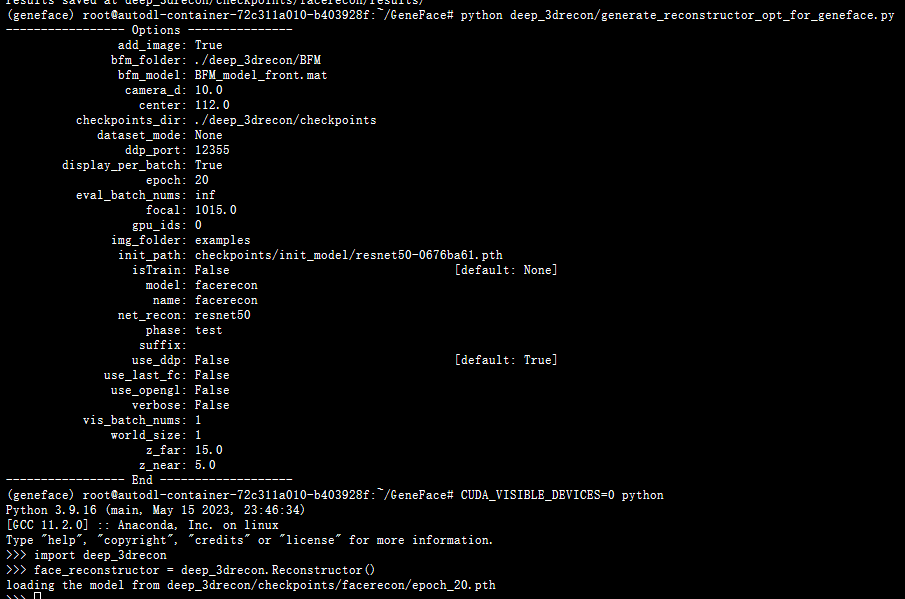 results saved at deep_3drecon/checkpoints/facerecon/results/
(geneface) root@autodl-container-72c311a010-b403928f:~/GeneFace# python deep_3drecon/generate_reconstructor_opt_for_geneface.py
----------------- Options ---------------
add_image: True
bfm_folder: ./deep_3drecon/BFM
bfm_model: BFM_model_front.mat
camera_d: 10.0
center: 112.0
checkpoints_dir: ./deep_3drecon/checkpoints
dataset_mode: None
ddp_port: 12355
display_per_batch: True
epoch: 20
eval_batch_nums: inf
focal: 1015.0
gpu_ids: 0
img_folder: examples
init_path: checkpoints/init_model/resnet50-0676ba61.pth
isTrain: False [default: None]
model: facerecon
name: facerecon
net_recon: resnet50
phase: test
suffix:
use_ddp: False [default: True]
use_last_fc: False
use_opengl: False
verbose: False
vis_batch_nums: 1
world_size: 1
z_far: 15.0
z_near: 5.0
----------------- End -------------------
(geneface) root@autodl-container-72c311a010-b403928f:~/GeneFace# CUDA_VISIBLE_DEVICES=0 python
Python 3.9.16 (main, May 15 2023, 23:46:34)
[GCC 11.2.0] :: Anaconda, Inc. on linux
Type "help", "copyright", "credits" or "license" for more information.
>>> import deep_3drecon
>>> face_reconstructor = deep_3drecon.Reconstructor()
loading the model from deep_3drecon/checkpoints/facerecon/epoch_20.pth
>>>